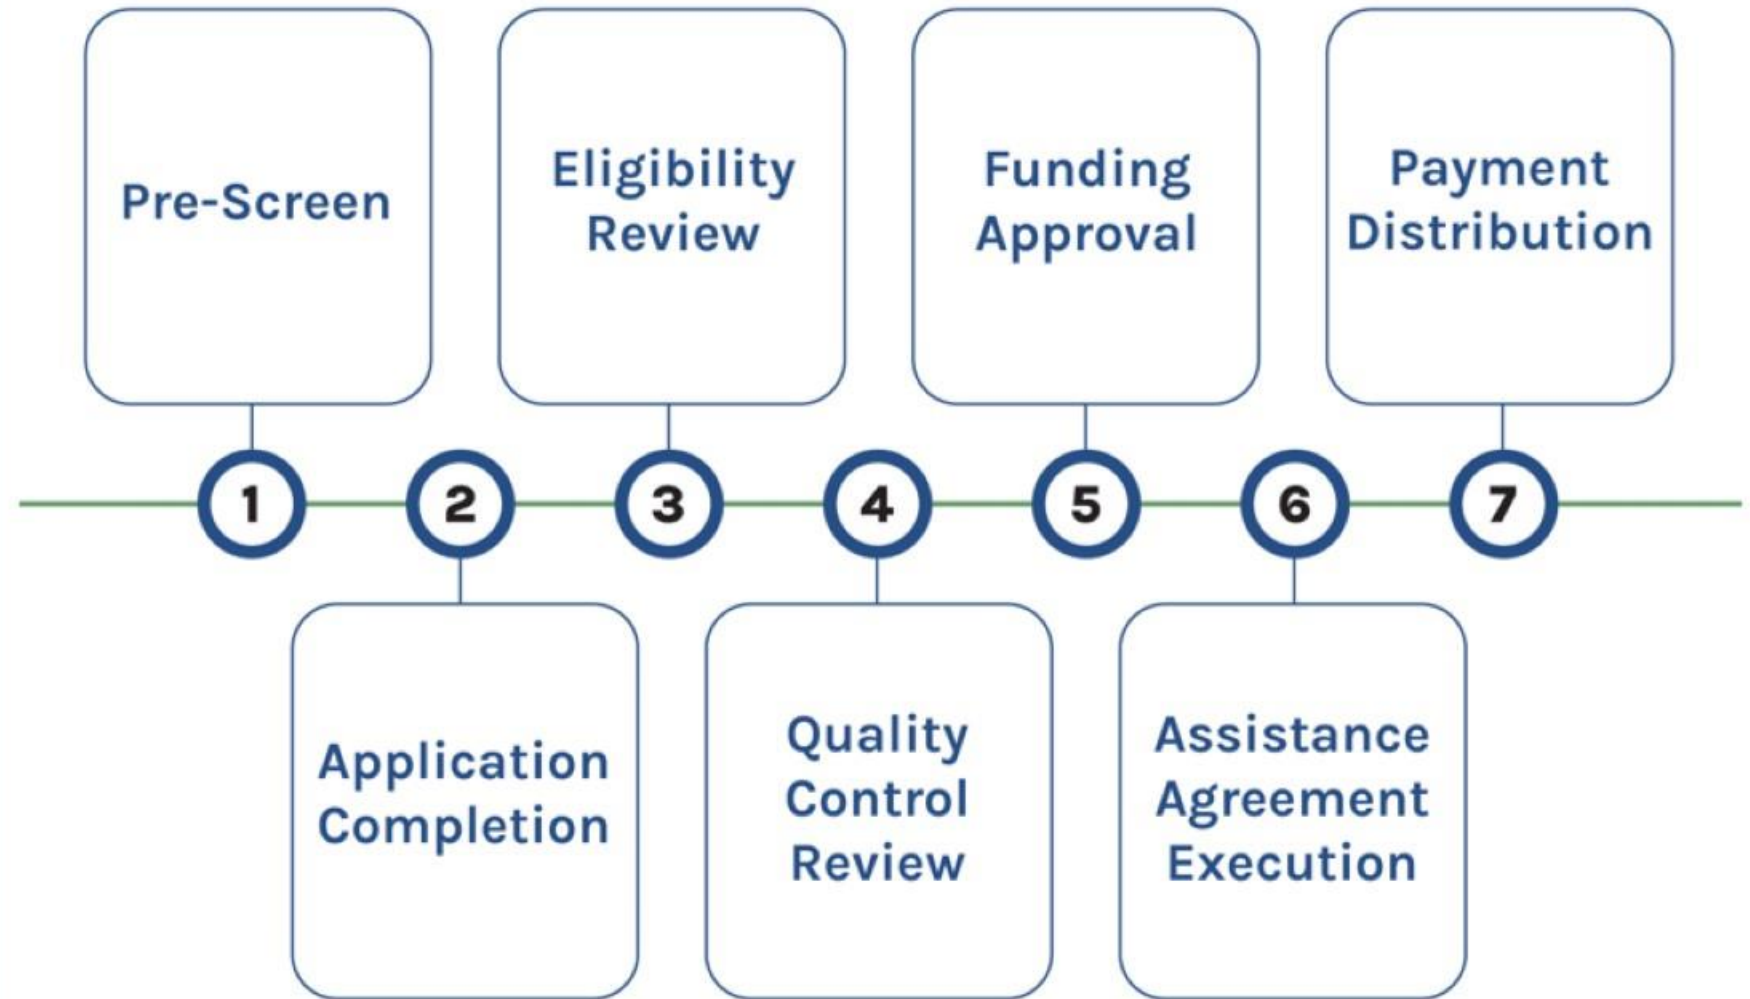 Pre-Screen
Eligibility
Review
Funding
Approval
Payment
Distribution
1
2
3
4
5
6
7
Application
Completion
Quality
Control
Review
Assistance
Agreement
Execution